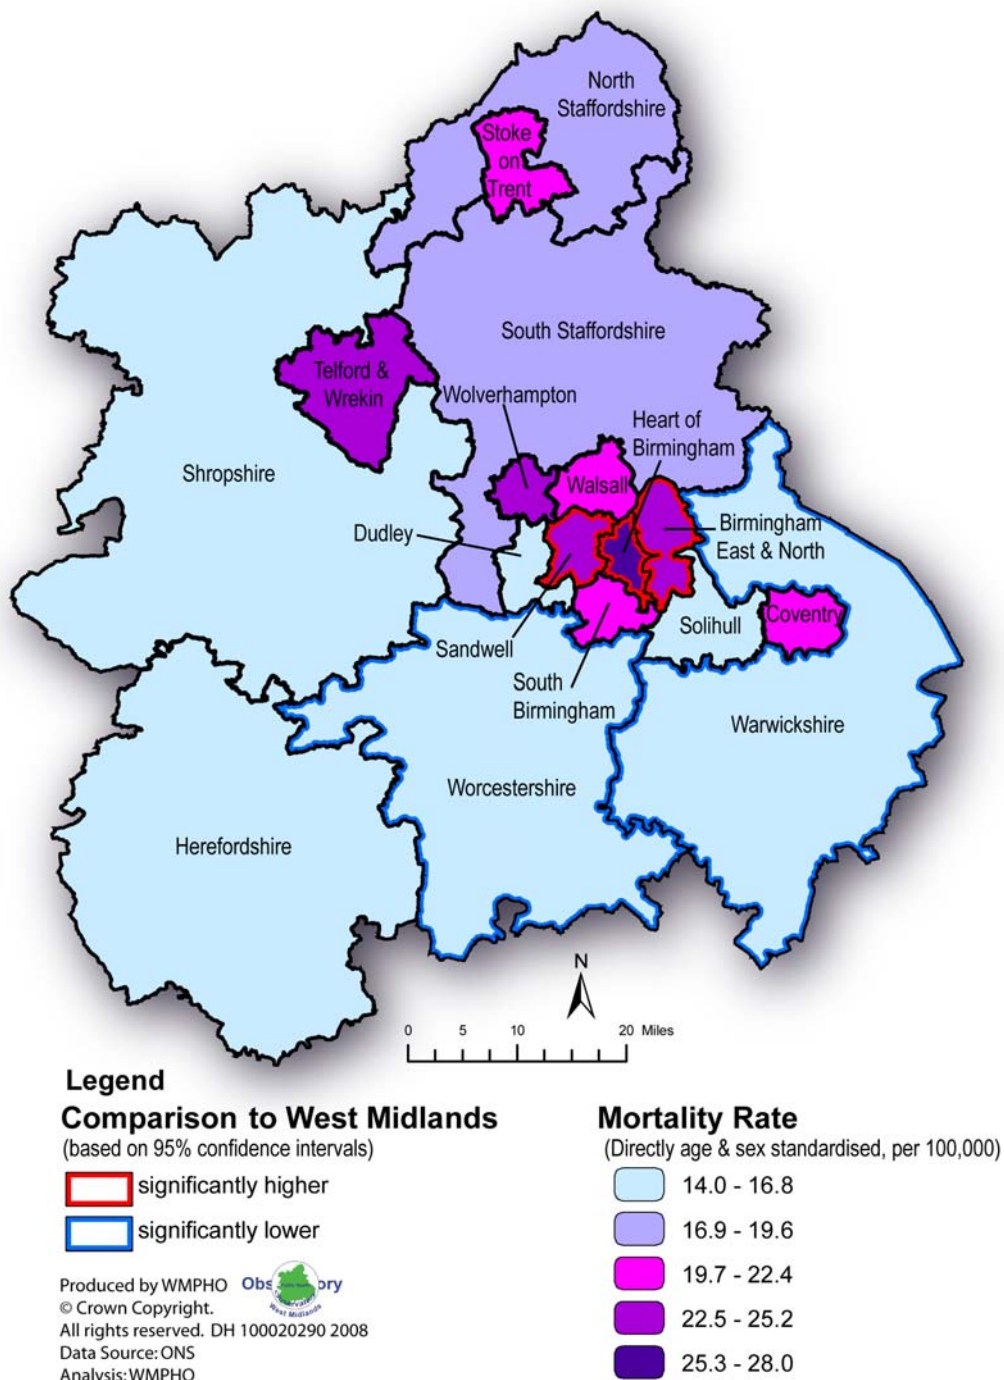 North
Staffordshire
Stoke
on
Trent
South Staffordshire
Telford &
Wrekin
Wolverhampton
Heart of
Birmingham
Shropshire
Walsall
Dudley
Birmingham
East & North
Coventry
Solihull
Sandwell
South
Birmingham
Warwickshire
Worcestershire
Herefordshire
N
0 5 10 20 Miles
Legend
Comparison to West Midlands
(based on 95% confidence intervals)
significantly higher
significantly lower
Mortality Rate
(Directly age & sex standardised, per 100,000)
14.0 - 16.8
16.9 - 19.6
19.7 - 22.4
22.5 - 25.2
25.3 - 28.0
Produced by WMPHO
West Midlands
© Crown Copyright.
All rights reserved. DH 100020290 2008
Data Source: ONS
Analysis: WMPHO